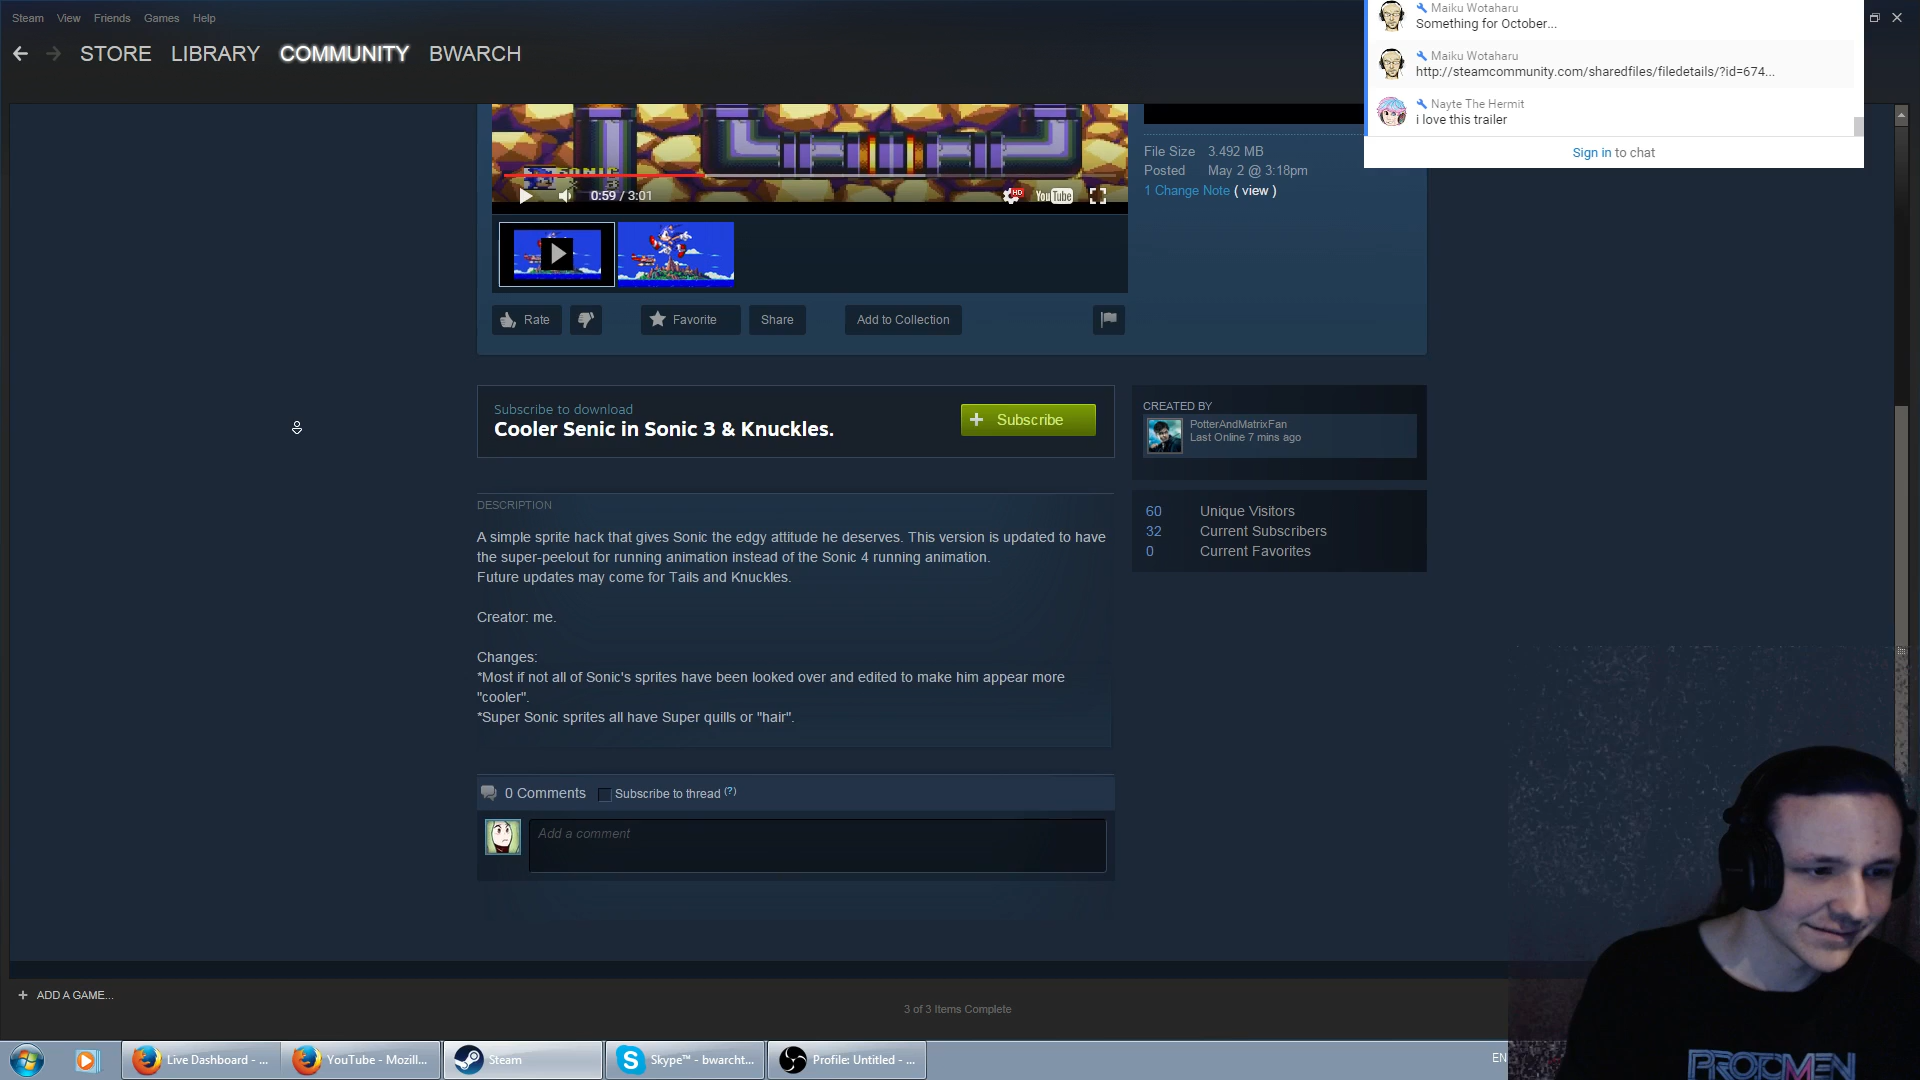 Steam View Friends Games Help
STORE LIBRARY COMMUNITY BWARCH
Maiku Wotaharu
Something for October...
Maiku Wotaharu
http://steamcommunity.com/sharedfiles/filedetails/?id=674...
Nayte The Hermit
i love this trailer
Sign in to chat
SONIC
0:59 / 3:01
HD
YouTube
File Size 3.492 MB
Posted May 2 @ 3:18pm
1 Change Note ( view )
Rate
Favorite
Share
Add to Collection
Subscribe to download
Cooler Senic in Sonic 3 & Knuckles.
Subscribe
CREATED BY
PotterAndMatrixFan
Last Online 7 mins ago
60 Unique Visitors
32 Current Subscribers
0 Current Favorites
DESCRIPTION
A simple sprite hack that gives Sonic the edgy attitude he deserves. This version is updated to have
the super-peelout for running animation instead of the Sonic 4 running animation.
Future updates may come for Tails and Knuckles.
Creator: me.
Changes:
*Most if not all of Sonic's sprites have been looked over and edited to make him appear more
"cooler".
*Super Sonic sprites all have Super quills or "hair".
0 Comments Subscribe to thread (?)
Add a comment
+ ADD A GAME...
3 of 3 Items Complete
Live Dashboard - ...
YouTube - Mozill...
Steam
Skype™ - bwarcht...
Profile: Untitled - ...
EN
PROTOMEN